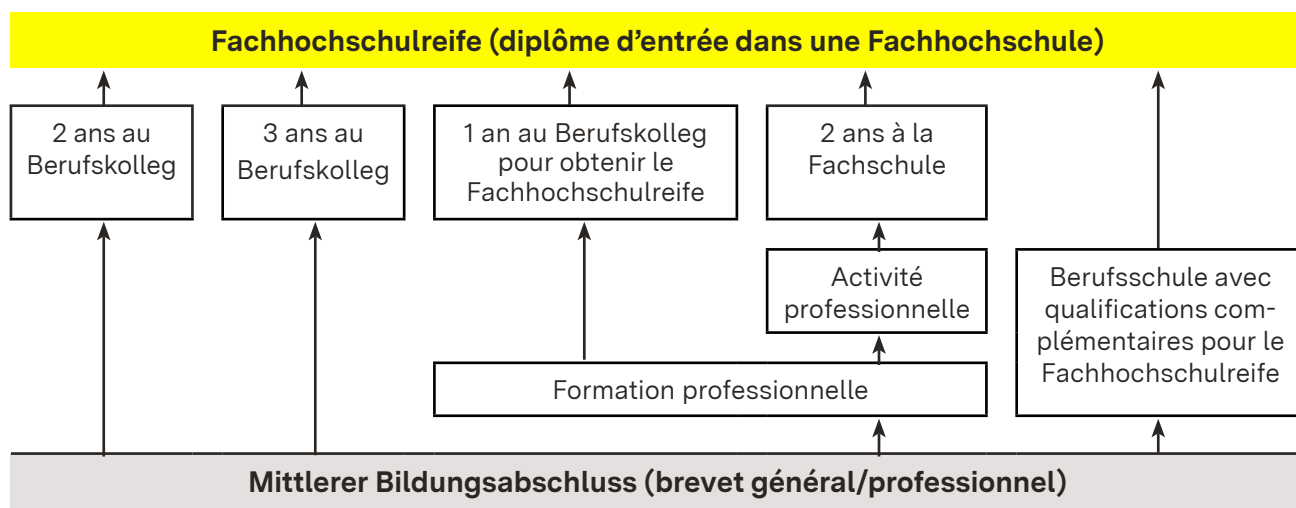 Fachhochschulreife (diplôme d’entrée dans une Fachhochschule)
2 ans au
Berufskolleg
3 ans au
Berufskolleg
1 an au Berufskolleg
pour obtenir le
Fachhochschulreife
2 ans à la
Fachschule
Activité
professionnelle
Berufsschule avec
qualifications com-
plémentaires pour le
Fachhochschulreife
Formation professionnelle
Mittlerer Bildungsabschluss (brevet général/professionnel)